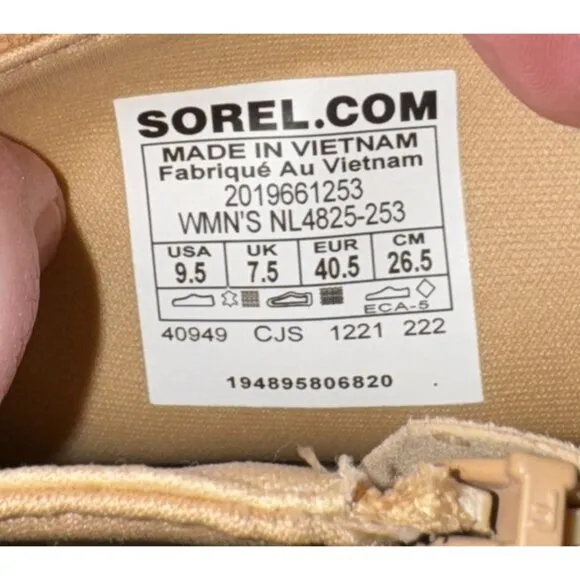 SOREL.COM
MADE IN VIETNAM
Fabriqué Au Vietnam
2019661253
WMN'S NL4825-253
USA UK EUR CM
9.5 7.5 40.5 26.5
ECA-5
40949 CJS 1221 222
194895806820